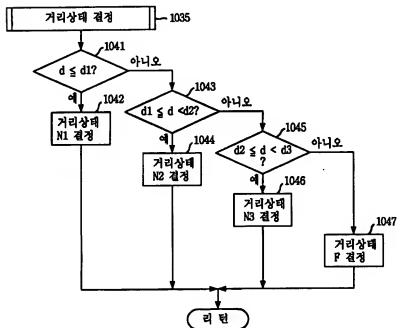 거리상태 결정
1035
1041
d ≦ d1?
아니오
예
1042
거리상태
N1 결정
1043
d1 ≦ d <d2?
아니오
예
1044
거리상태
N2 결정
1045
d2 ≦ d < d3
?
아니오
예
1046
거리상태
N3 결정
1047
거리상태
F 결정
리 턴